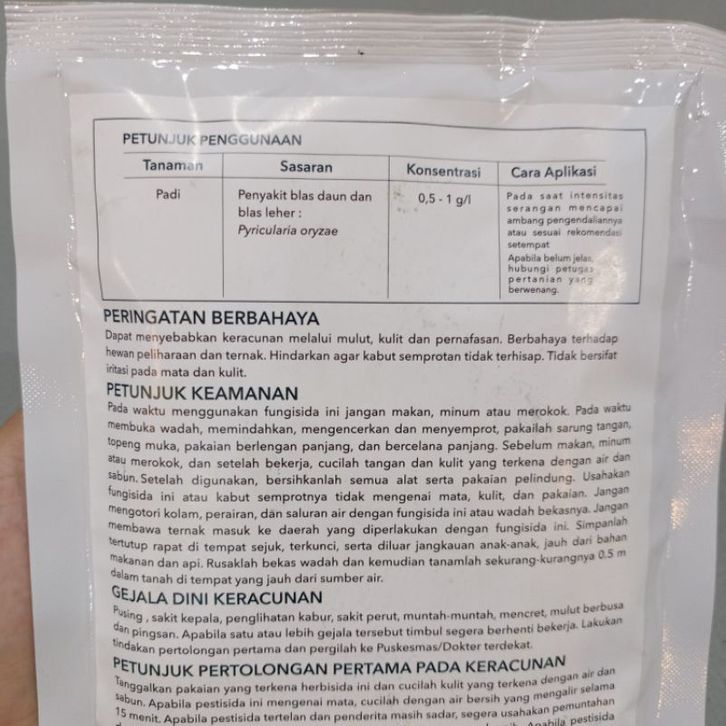 PETUNJUK PENGGUNAAN
Tanaman Sasaran Konsentrasi Cara Aplikasi
Padi
Penyakit blas daun dan
blas leher :
Pyricularia oryzae
0,5 - 1 g/l
Pada saat intensitas
serangan mencapai
ambang pengendaliannya
atau sesuai rekomendasi
setempat
Apabila belum jelas,
hubungi petugas
pertanian yang
berwenang.
PERINGATAN BERBAHAYA
Dapat menyebabkan keracunan melalui mulut, kulit dan pernafasan. Berbahaya terhadap
hewan peliharaan dan ternak. Hindarkan agar kabut semprotan tidak terhisap. Tidak bersifat
iritasi pada mata dan kulit.
PETUNJUK KEAMANAN
Pada waktu menggunakan fungisida ini jangan makan, minum atau merokok. Pada waktu
membuka wadah, memindahkan, mengencerkan dan menyemprot, pakailah sarung tangan,
topeng muka, pakaian berlengan panjang, dan bercelana panjang. Sebelum makan, minum
atau merokok, dan setelah bekerja, cucilah tangan dan kulit yang terkena dengan air dan
sabun. Setelah digunakan, bersihkanlah semua alat serta pakaian pelindung. Usahakan
fungisida ini atau kabut semprotnya tidak mengenai mata, kulit, dan pakaian. Jangan
mengotori kolam, perairan, dan saluran air dengan fungisida ini atau wadah bekasnya. Jangan
membawa ternak masuk ke daerah yang diperlakukan dengan fungisida ini. Simpanlah
tertutup rapat di tempat sejuk, terkunci, serta diluar jangkauan anak-anak, jauh dari bahan
makanan dan api. Rusaklah bekas wadah dan kemudian tanamlah sekurang-kurangnya 0.5 m
dalam tanah di tempat yang jauh dari sumber air.
GEJALA DINI KERACUNAN
Pusing , sakit kepala, penglihatan kabur, sakit perut, muntah-muntah, mencret, mulut berbusa
dan pingsan. Apabila satu atau lebih gejala tersebut timbul segera berhenti bekerja. Lakukan
tindakan pertolongan pertama dan pergilah ke Puskesmas/Dokter terdekat.
PETUNJUK PERTOLONGAN PERTAMA PADA KERACUNAN
Tanggalkan pakaian yang terkena herbisida ini dan cucilah kulit yang terkena dengan air dan
sabun. Apabila pestisida ini mengenai mata, cucilah dengan air bersih yang mengalir selama
15 menit. Apabila pestisida tertelan dan penderita masih sadar, segera usahakan pemuntahan
Apabila pestisida